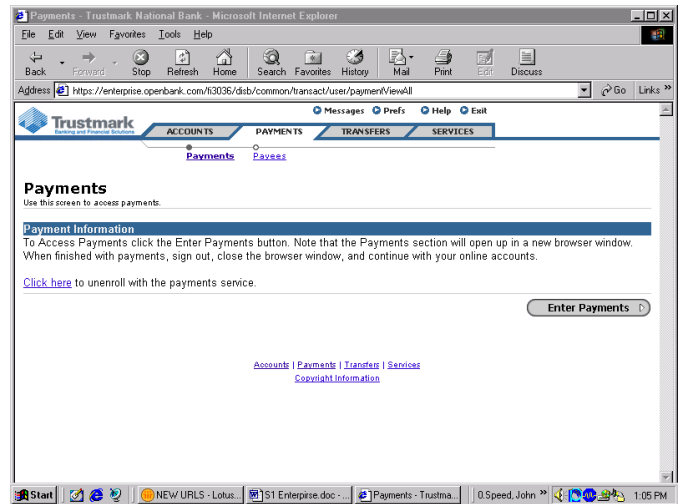 Payments - Trustmark National Bank - Microsoft Internet Explorer
File Edit View Favorites Tools Help
Back Forward Stop Refresh Home Search Favorites History Mail Print Edit Discuss
Address https://enterprise.openbank.com/fi3036/disb/common/transact/user/paymentViewAll Go Links »
Messages Prefs Help Exit
Trustmark
Banking and Financial Solutions
ACCOUNTS PAYMENTS TRANSFERS SERVICES
Payments Payees
Payments
Use this screen to access payments.
Payment Information
To Access Payments click the Enter Payments button. Note that the Payments section will open up in a new browser window.
When finished with payments, sign out, close the browser window, and continue with your online accounts.
Click here to unenroll with the payments service.
Enter Payments
Accounts | Payments | Transfers | Services
Copyright Information
Start NEW URLS - Lotus... S1 Enterpirse.doc - ... Payments - Trustma... 0.Speed, John » 1:05 PM